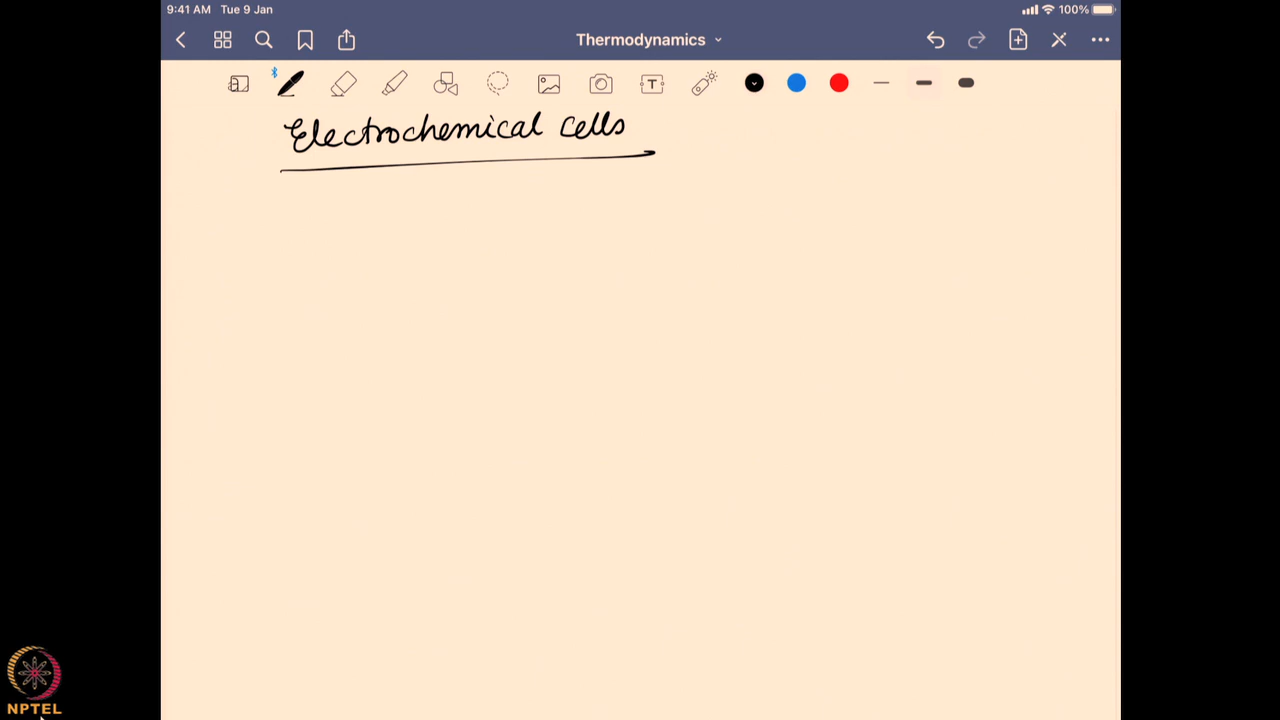 9:41 AM Tue 9 Jan 100%
Thermodynamics
T
Electrochemical cells
NPTEL